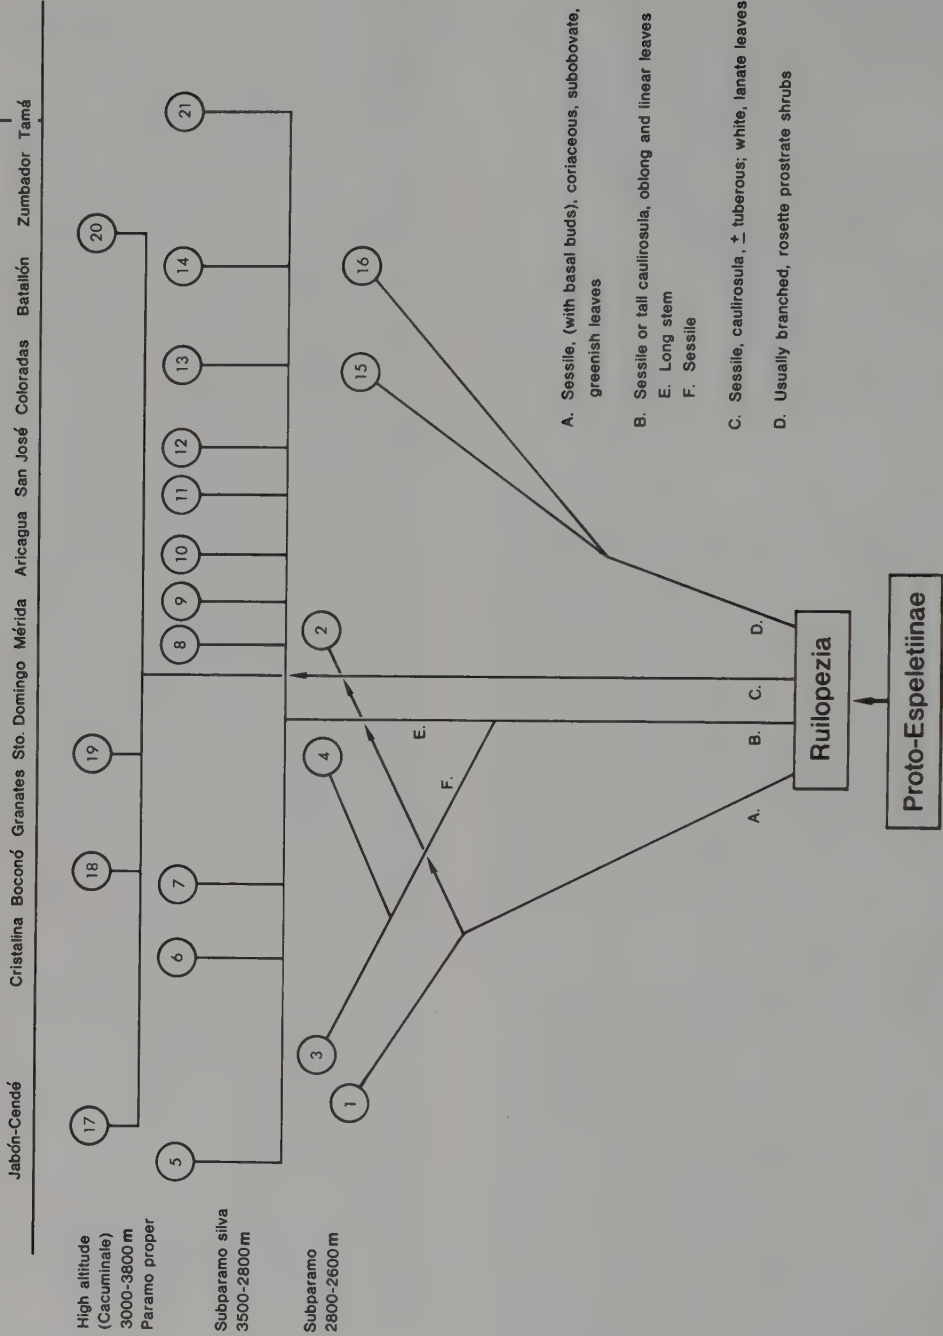 Jabón-Cendé Cristalina Boconó Granates Sto. Domingo Mérida Aricagua San José Coloradas Batallón Zumbador Tamá
High altitude
(Cacuminale)
3000-3800 m
Paramo proper
17
18
19
20
Subparamo silva
3500-2800m
5
6
7
8
9
10
11
12
13
14
21
Subparamo
2800-2600m
3
1
4
2
15
16
E.
F.
A.
B.
C.
D.
A. Sessile, (with basal buds), coriaceous, subobovate,
greenish leaves
B. Sessile or tall caulirosula, oblong and linear leaves
E. Long stem
F. Sessile
C. Sessile, caulirosula, ± tuberous; white, lanate leaves
D. Usually branched, rosette prostrate shrubs
Ruilopezia
Proto-Espeletiinae